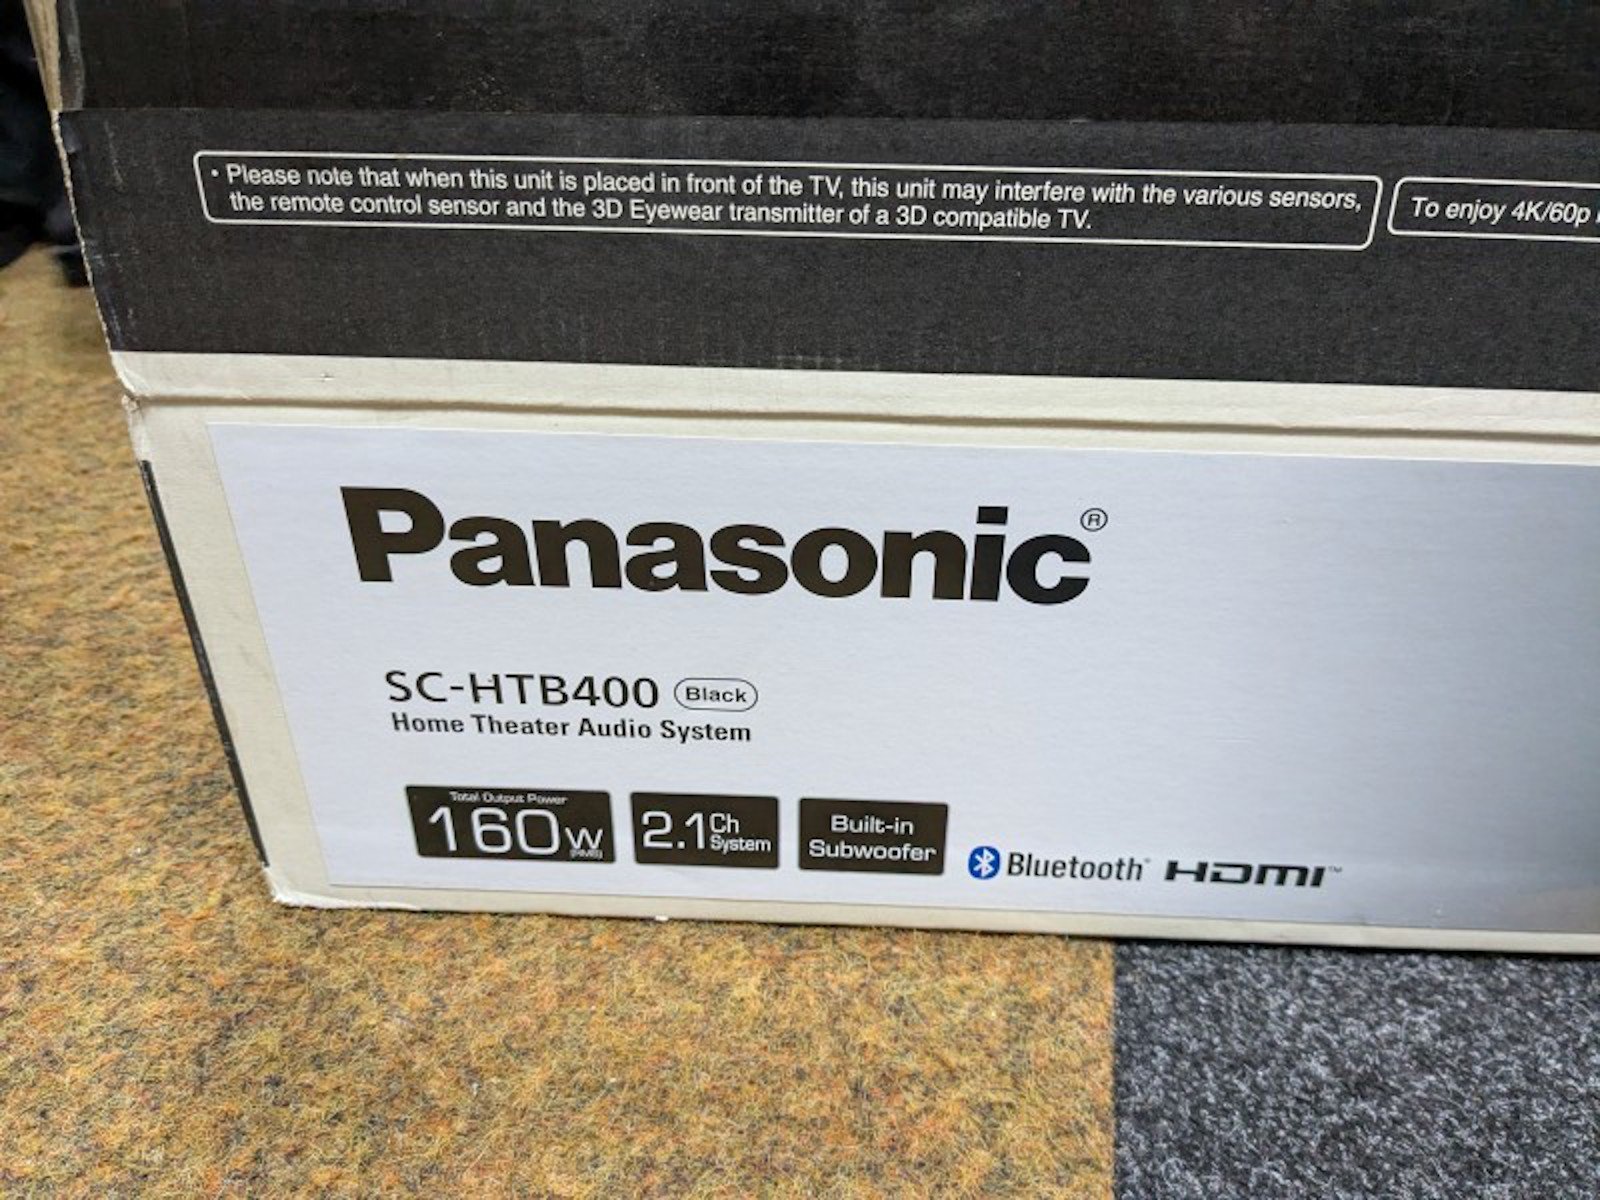 • Please note that when this unit is placed in front of the TV, this unit may interfere with the various sensors,
the remote control sensor and the 3D Eyewear transmitter of a 3D compatible TV.
To enjoy 4K/60p
Panasonic®
SC-HTB400 Black
Home Theater Audio System
Total Output Power
160W
(RMS)
2.1Ch
System
Built-in
Subwoofer
Bluetooth® HDMI™